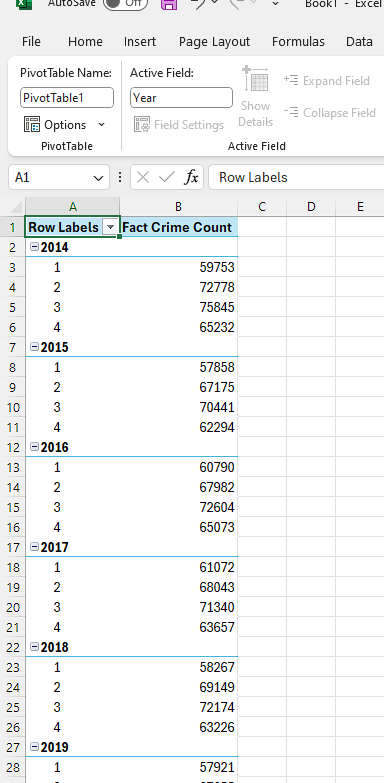 AutoSave Off Book1 - Excel
File Home Insert Page Layout Formulas Data
PivotTable Name: Active Field:
PivotTable1 Year Expand Field
Show
Options Field Settings Details Collapse Field
PivotTable Active Field
A1 fx Row Labels
A B C D E
1 Row Labels Fact Crime Count
2 2014
3 1 59753
4 2 72778
5 3 75845
6 4 65232
7 2015
8 1 57858
9 2 67175
10 3 70441
11 4 62294
12 2016
13 1 60790
14 2 67982
15 3 72604
16 4 65073
17 2017
18 1 61072
19 2 68043
20 3 71340
21 4 63657
22 2018
23 1 58267
24 2 69149
25 3 72174
26 4 63226
27 2019
28 1 57921